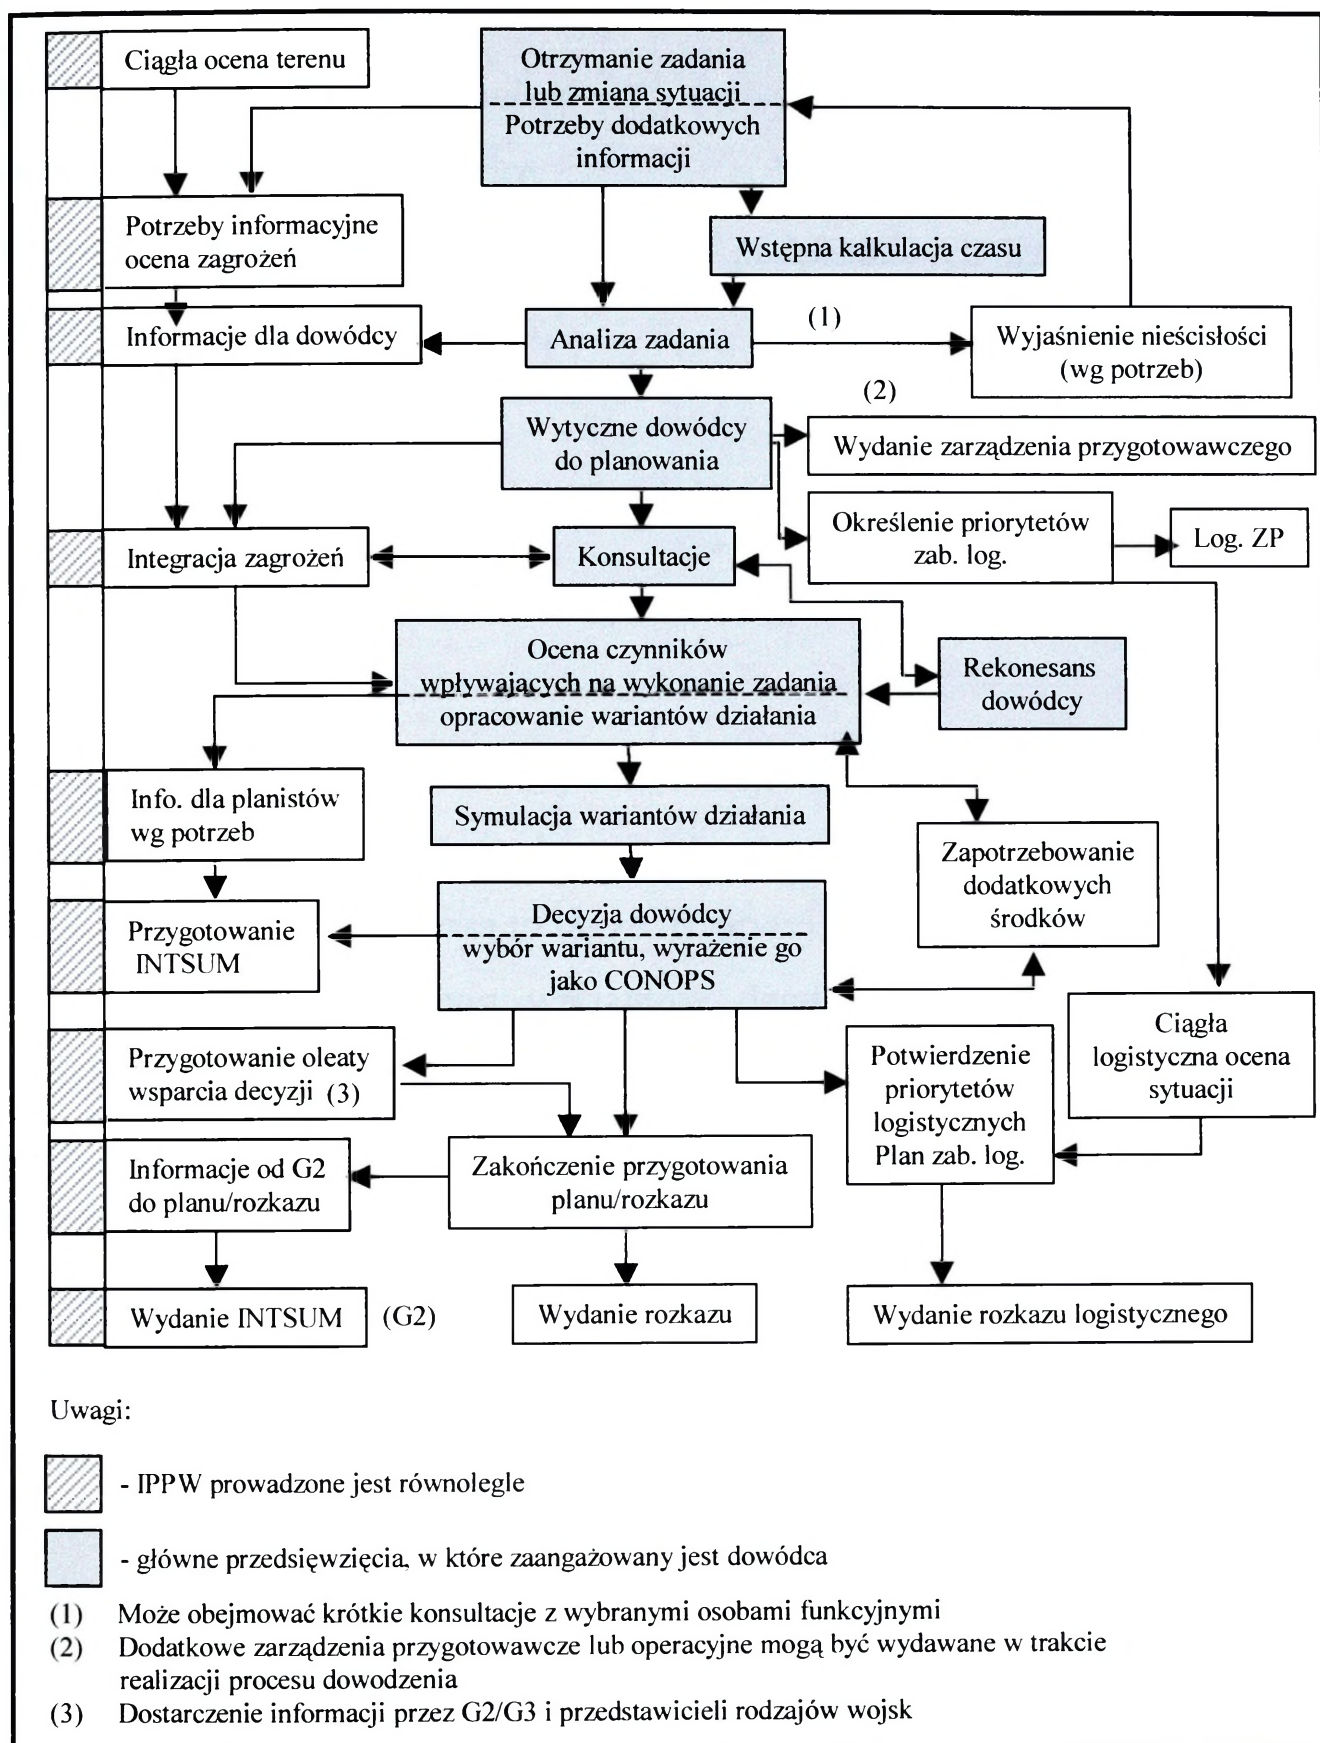 Ciągła ocena terenu
Otrzymanie zadania
lub zmiana sytuacji
Potrzeby dodatkowych
informacji
Potrzeby informacyjne
ocena zagrożeń
Wstępna kalkulacja czasu
Informacje dla dowódcy
Analiza zadania
(1)
Wyjaśnienie nieścisłości
(wg potrzeb)
(2)
Wytyczne dowódcy
do planowania
Wydanie zarządzenia przygotowawczego
Określenie priorytetów
zab. log.
Log. ZP
Integracja zagrożeń
Konsultacje
Ocena czynników
wpływających na wykonanie zadania
opracowanie wariantów działania
Rekonesans
dowódcy
Info. dla planistów
wg potrzeb
Symulacja wariantów działania
Zapotrzebowanie
dodatkowych
środków
Przygotowanie
INTSUM
Decyzja dowódcy
wybór wariantu, wyrażenie go
jako CONOPS
Ciągła
logistyczna ocena
sytuacji
Przygotowanie oleaty
wsparcia decyzji (3)
Potwierdzenie
priorytetów
logistycznych
Plan zab. log.
Informacje od G2
do planu/rozkazu
Zakończenie przygotowania
planu/rozkazu
Wydanie INTSUM
(G2)
Wydanie rozkazu
Wydanie rozkazu logistycznego
Uwagi:
- IPPW prowadzone jest równolegle
- główne przedsięwzięcia, w które zaangażowany jest dowódca
(1) Może obejmować krótkie konsultacje z wybranymi osobami funkcyjnymi
(2) Dodatkowe zarządzenia przygotowawcze lub operacyjne mogą być wydawane w trakcie
realizacji procesu dowodzenia
(3) Dostarczenie informacji przez G2/G3 i przedstawicieli rodzajów wojsk